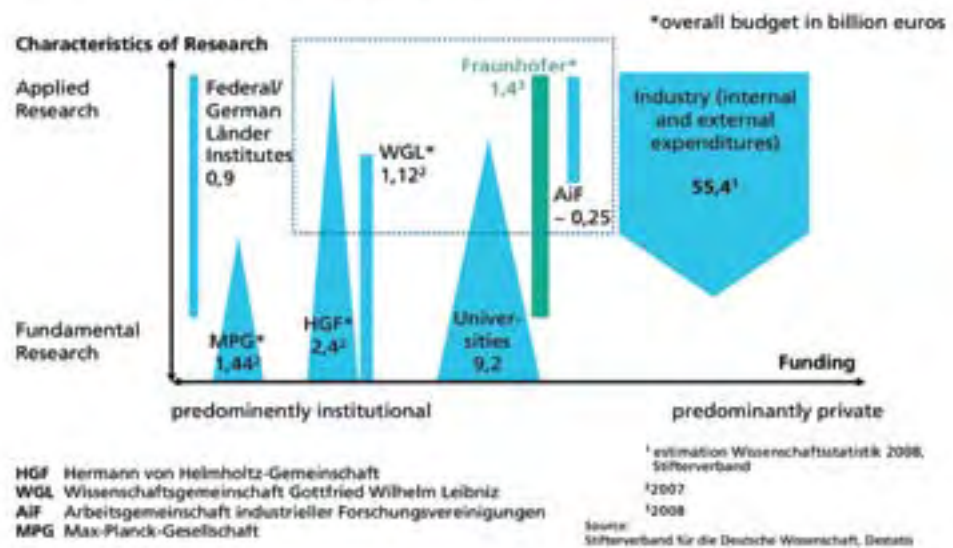 *overall budget in billion euros
Characteristics of Research
Applied
Research
Federal/
German
Länder
Institutes
0,9
WGL*
1,12²
Fraunhofer*
1,4³
AiF
~ 0,25
Industry (internal
and external
expenditures)
55,4¹
Fundamental
Research
MPG*
1,44²
HGF*
2,4²
Univer-
sities
9,2
Funding
predominently institutional
predominantly private
HGF Hermann von Helmholtz-Gemeinschaft
WGL Wissenschaftsgemeinschaft Gottfried Wilhelm Leibniz
AiF Arbeitsgemeinschaft industrieller Forschungsvereinigungen
MPG Max-Planck-Gesellschaft
¹ estimation Wissenschaftsstatistik 2008,
Stifterverband
²2007
³2008
Source:
Stifterverband für die Deutsche Wissenschaft, Destatis